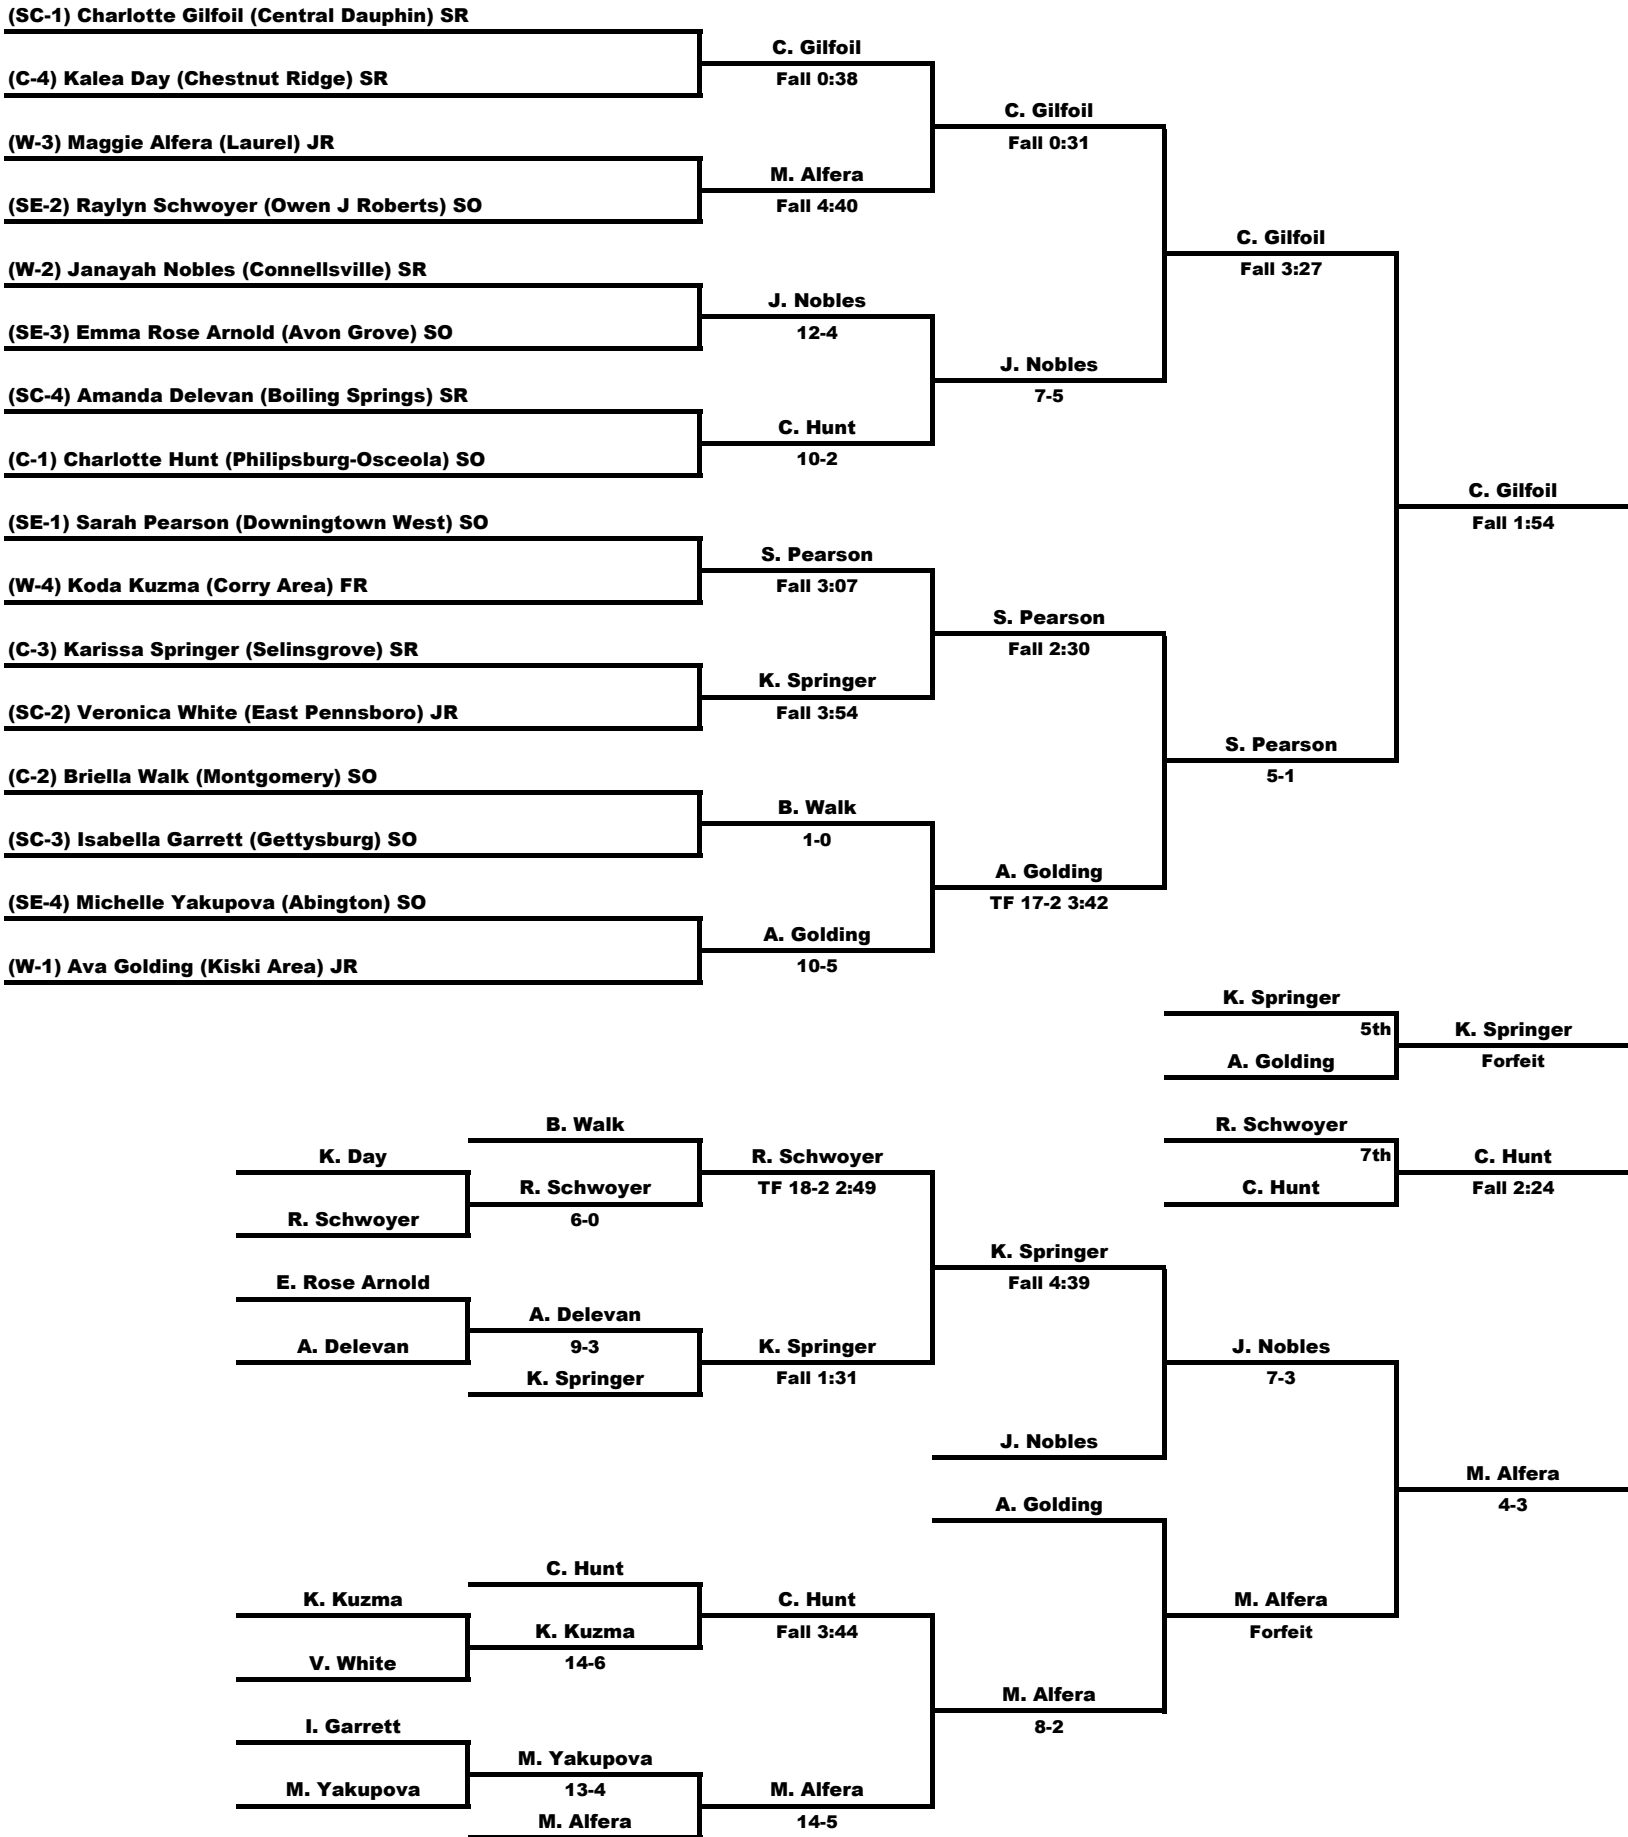 (SC-1) Charlotte Gilfoil (Central Dauphin) SR
C. Gilfoil
(C-4) Kalea Day (Chestnut Ridge) SR
Fall 0:38
C. Gilfoil
(W-3) Maggie Alfera (Laurel) JR
Fall 0:31
M. Alfera
(SE-2) Raylyn Schwoyer (Owen J Roberts) SO
Fall 4:40
C. Gilfoil
(W-2) Janayah Nobles (Connellsville) SR
Fall 3:27
J. Nobles
(SE-3) Emma Rose Arnold (Avon Grove) SO
12-4
J. Nobles
(SC-4) Amanda Delevan (Boiling Springs) SR
7-5
C. Hunt
(C-1) Charlotte Hunt (Philipsburg-Osceola) SO
10-2
C. Gilfoil
(SE-1) Sarah Pearson (Downingtown West) SO
Fall 1:54
S. Pearson
(W-4) Koda Kuzma (Corry Area) FR
Fall 3:07
S. Pearson
(C-3) Karissa Springer (Selinsgrove) SR
Fall 2:30
K. Springer
(SC-2) Veronica White (East Pennsboro) JR
Fall 3:54
S. Pearson
(C-2) Briella Walk (Montgomery) SO
5-1
B. Walk
(SC-3) Isabella Garrett (Gettysburg) SO
1-0
A. Golding
(SE-4) Michelle Yakupova (Abington) SO
TF 17-2 3:42
A. Golding
(W-1) Ava Golding (Kiski Area) JR
10-5
K. Springer
5th
K. Springer
A. Golding
Forfeit
B. Walk
R. Schwoyer
K. Day
R. Schwoyer
7th
C. Hunt
R. Schwoyer
TF 18-2 2:49
C. Hunt
Fall 2:24
R. Schwoyer
6-0
K. Springer
E. Rose Arnold
Fall 4:39
A. Delevan
A. Delevan
9-3
K. Springer
J. Nobles
K. Springer
Fall 1:31
7-3
J. Nobles
M. Alfera
A. Golding
4-3
C. Hunt
K. Kuzma
C. Hunt
M. Alfera
K. Kuzma
Fall 3:44
Forfeit
V. White
14-6
M. Alfera
I. Garrett
8-2
M. Yakupova
M. Yakupova
13-4
M. Alfera
M. Alfera
14-5